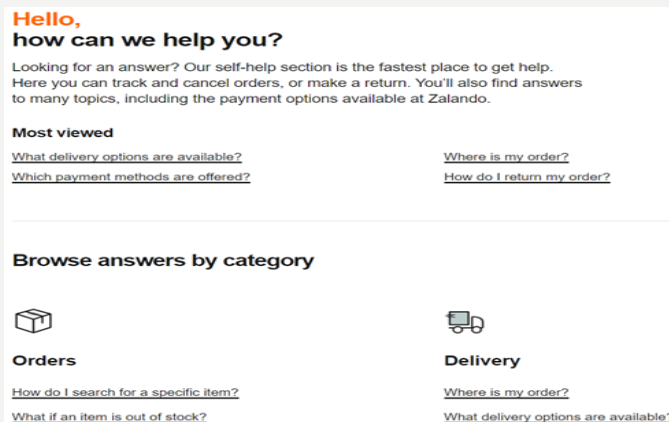 Hello,
how can we help you?
Looking for an answer? Our self-help section is the fastest place to get help.
Here you can track and cancel orders, or make a return. You'll also find answers
to many topics, including the payment options available at Zalando.
Most viewed
What delivery options are available?
Where is my order?
Which payment methods are offered?
How do I return my order?
Browse answers by category
Orders
Delivery
How do I search for a specific item?
Where is my order?
What if an item is out of stock?
What delivery options are available?